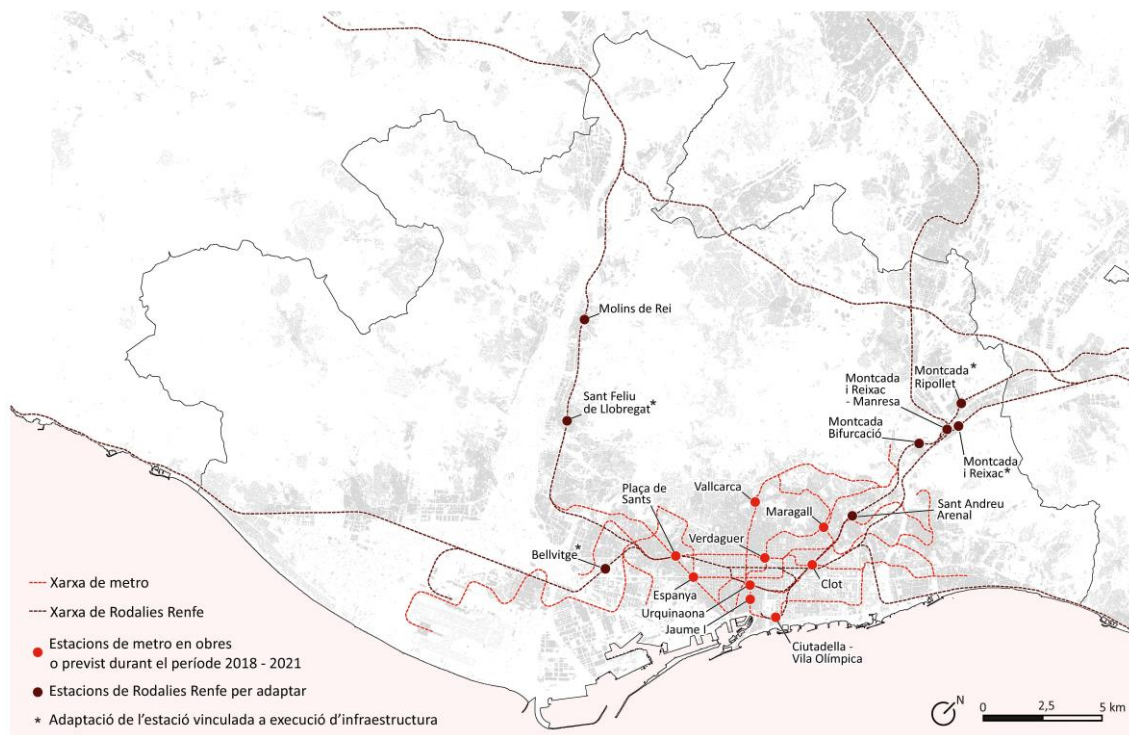 Molins de Rei
Sant Feliu
de Llobregat*
Montcada*
Ripollet
Montcada
i Reixac
- Manresa
Montcada
Bifurcació
Montcada
i Reixac*
Plaça de
Sants
Vallcarca
Maragall
Sant Andreu
Arenal
Verdaguer
Bellvitge*
Clot
Espanya
Urquinaona
Jaume I
Ciutadella -
Vila Olímpica
Xarxa de metro
Xarxa de Rodalies Renfe
Estacions de metro en obres
o previst durant el període 2018 - 2021
Estacions de Rodalies Renfe per adaptar
* Adaptació de l'estació vinculada a execució d'infraestructura
N
0 2,5 5 km